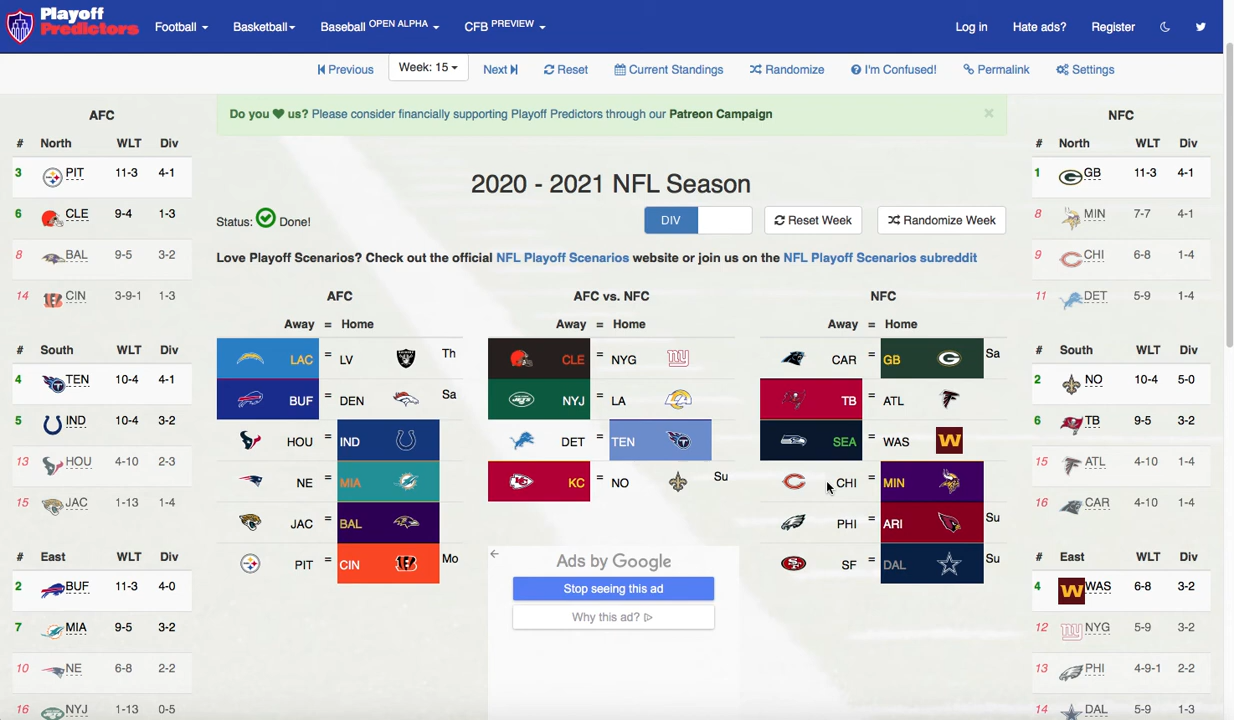 Playoff Predictors Football Basketball Baseball OPEN ALPHA CFB PREVIEW Log in Hate ads? Register
Previous Week: 15 Next Reset Current Standings Randomize I'm Confused! Permalink Settings
Do you us? Please consider financially supporting Playoff Predictors through our Patreon Campaign ×
2020 - 2021 NFL Season
Status: Done! DIV Reset Week Randomize Week
Love Playoff Scenarios? Check out the official NFL Playoff Scenarios website or join us on the NFL Playoff Scenarios subreddit
AFC
# North WLT Div
3 PIT 11-3 4-1
6 CLE 9-4 1-3
8 BAL 9-5 3-2
14 CIN 3-9-1 1-3
# South WLT Div
4 TEN 10-4 4-1
5 IND 10-4 3-2
13 HOU 4-10 2-3
15 JAC 1-13 1-4
# East WLT Div
2 BUF 11-3 4-0
7 MIA 9-5 3-2
10 NE 6-8 2-2
16 NYJ 1-13 0-5
AFC
Away = Home
LAC = LV Th
BUF = DEN Sa
HOU = IND
NE = MIA
JAC = BAL
PIT = CIN Mo
AFC vs. NFC
Away = Home
CLE = NYG
NYJ = LA
DET = TEN
KC = NO Su
NFC
Away = Home
CAR = GB Sa
TB = ATL
SEA = WAS
CHI = MIN
PHI = ARI Su
SF = DAL Su
Ads by Google
Stop seeing this ad
Why this ad?
NFC
# North WLT Div
1 GB 11-3 4-1
8 MIN 7-7 4-1
9 CHI 6-8 1-4
11 DET 5-9 1-4
# South WLT Div
2 NO 10-4 5-0
6 TB 9-5 3-2
15 ATL 4-10 1-4
16 CAR 4-10 1-4
# East WLT Div
4 WAS 6-8 3-2
12 NYG 5-9 3-2
13 PHI 4-9-1 2-2
14 DAL 5-9 1-3